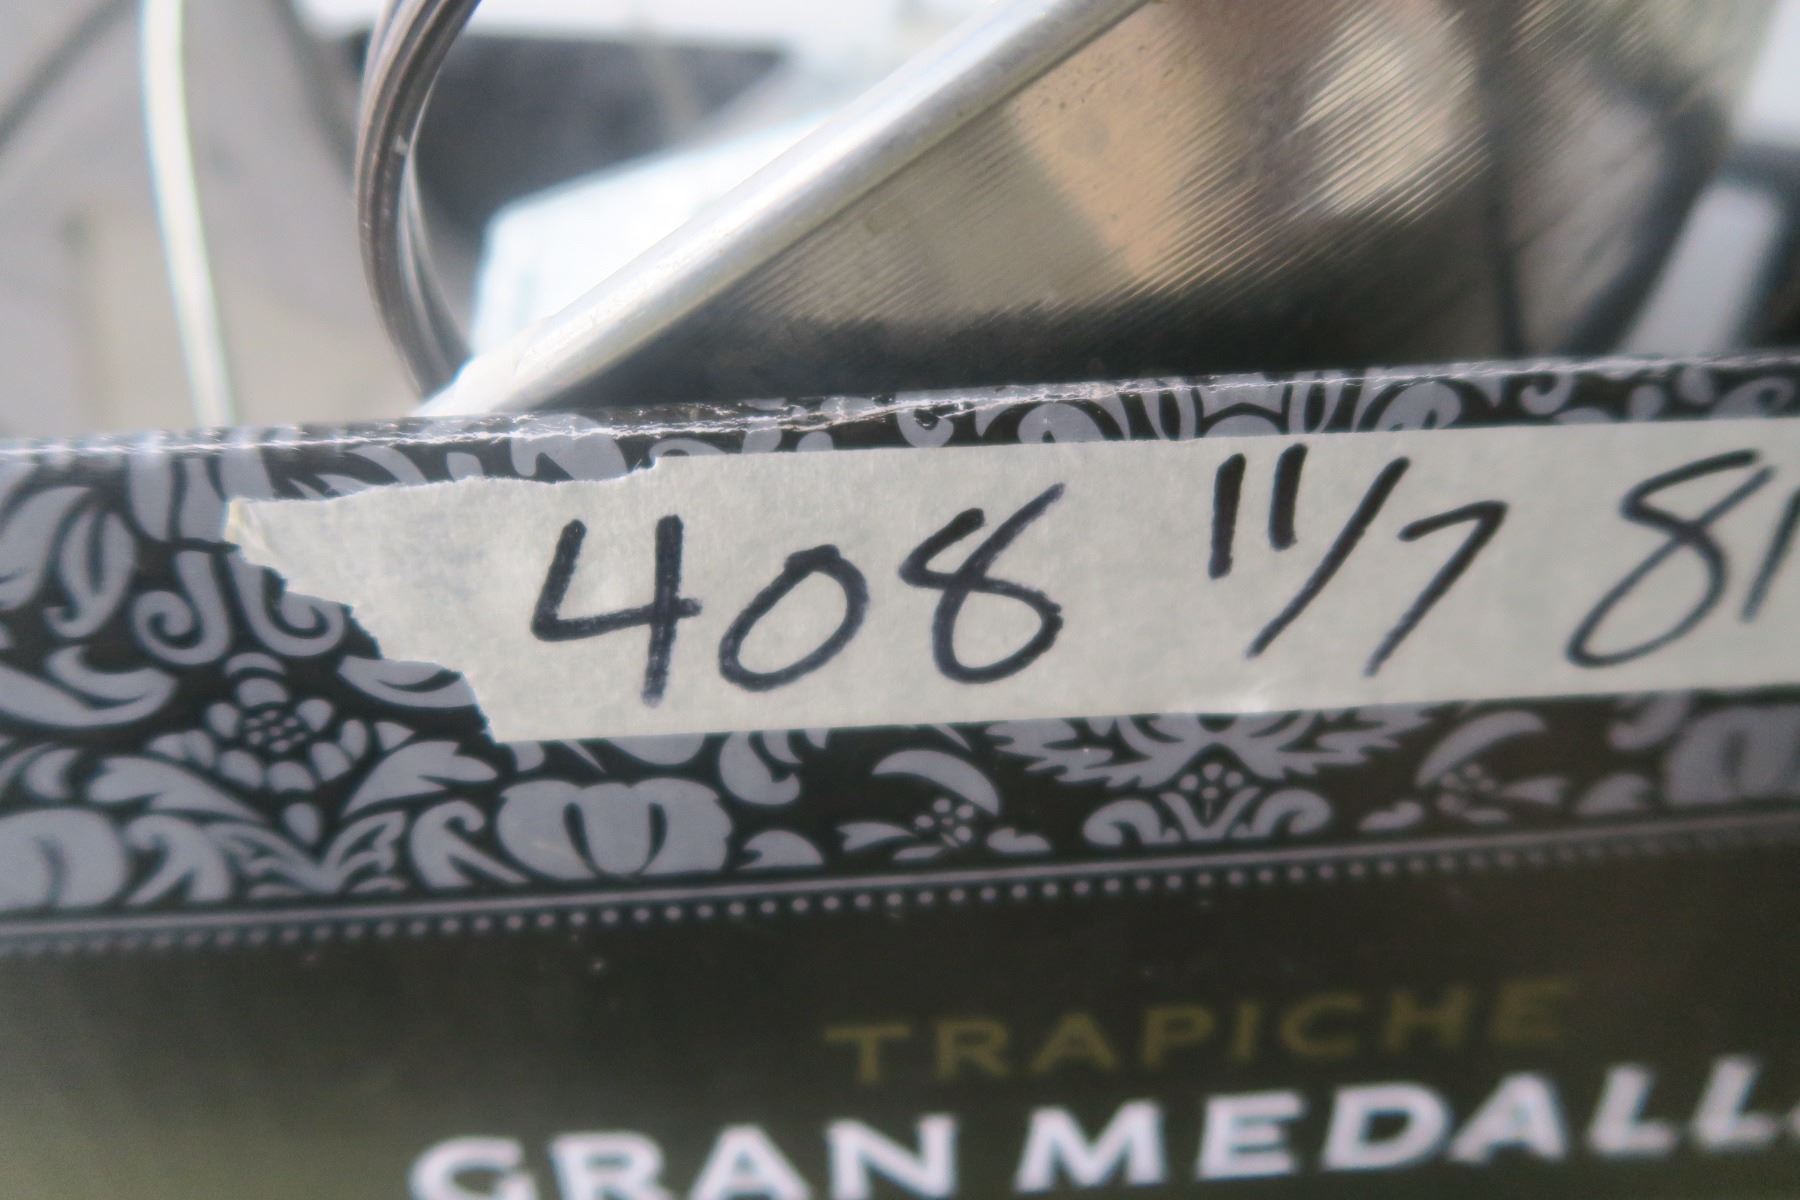 408 11/7 81
TRAPICHE
GRAN MEDALL